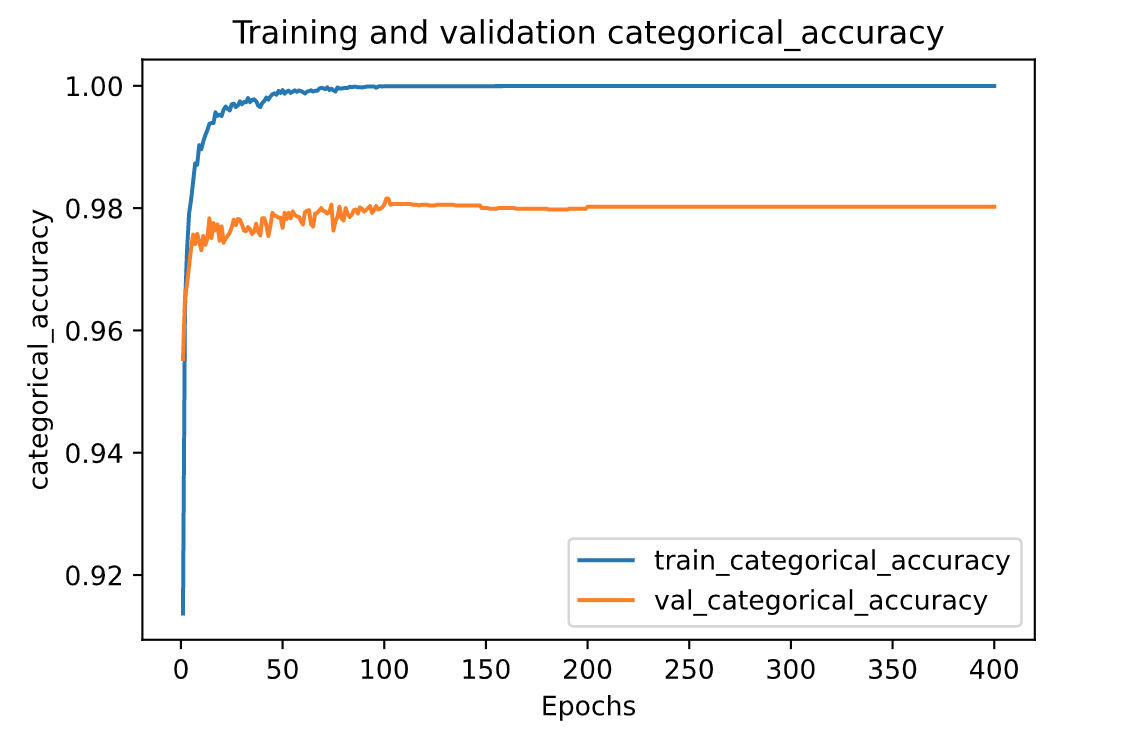 Training and validation categorical_accuracy
categorical_accuracy
1.00
0.98
0.96
0.94
0.92
train_categorical_accuracy
val_categorical_accuracy
0 50 100 150 200 250 300 350 400
Epochs